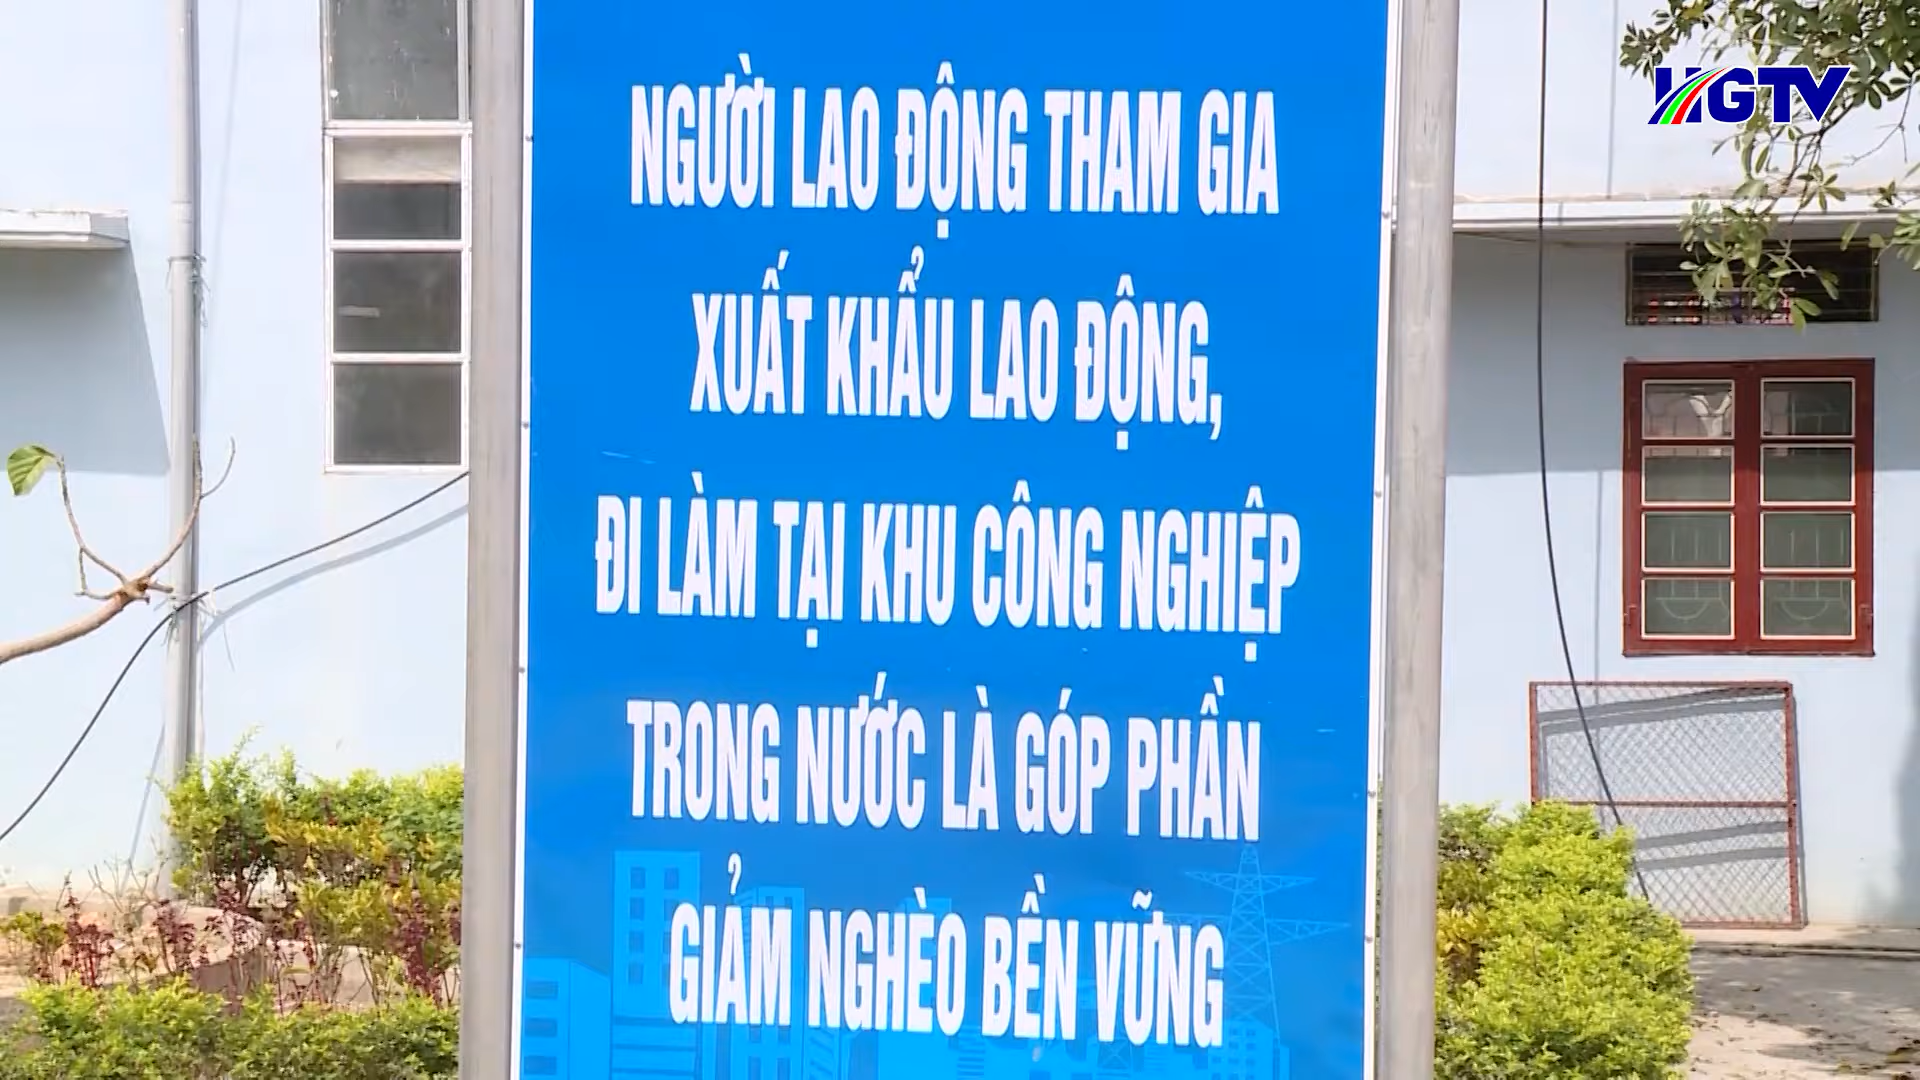 HGTV
NGƯỜI LAO ĐỘNG THAM GIA
XUẤT KHẨU LAO ĐỘNG,
ĐI LÀM TẠI KHU CÔNG NGHIỆP
TRONG NƯỚC LÀ GÓP PHẦN
GIẢM NGHÈO BỀN VỮNG